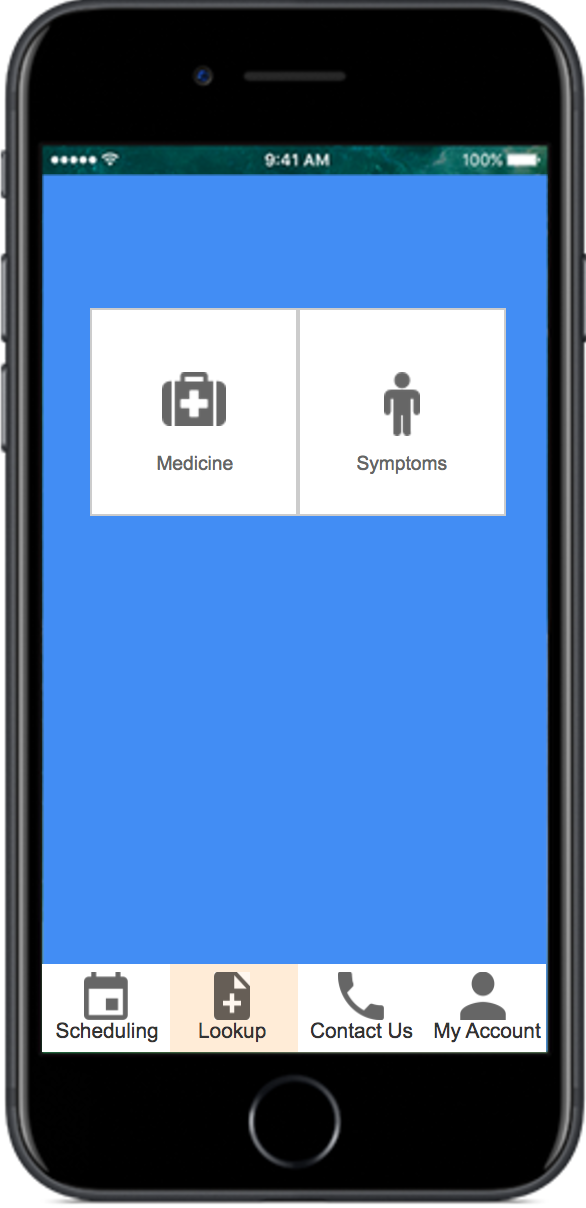 9:41 AM 100%
Medicine Symptoms
Scheduling Lookup Contact Us My Account